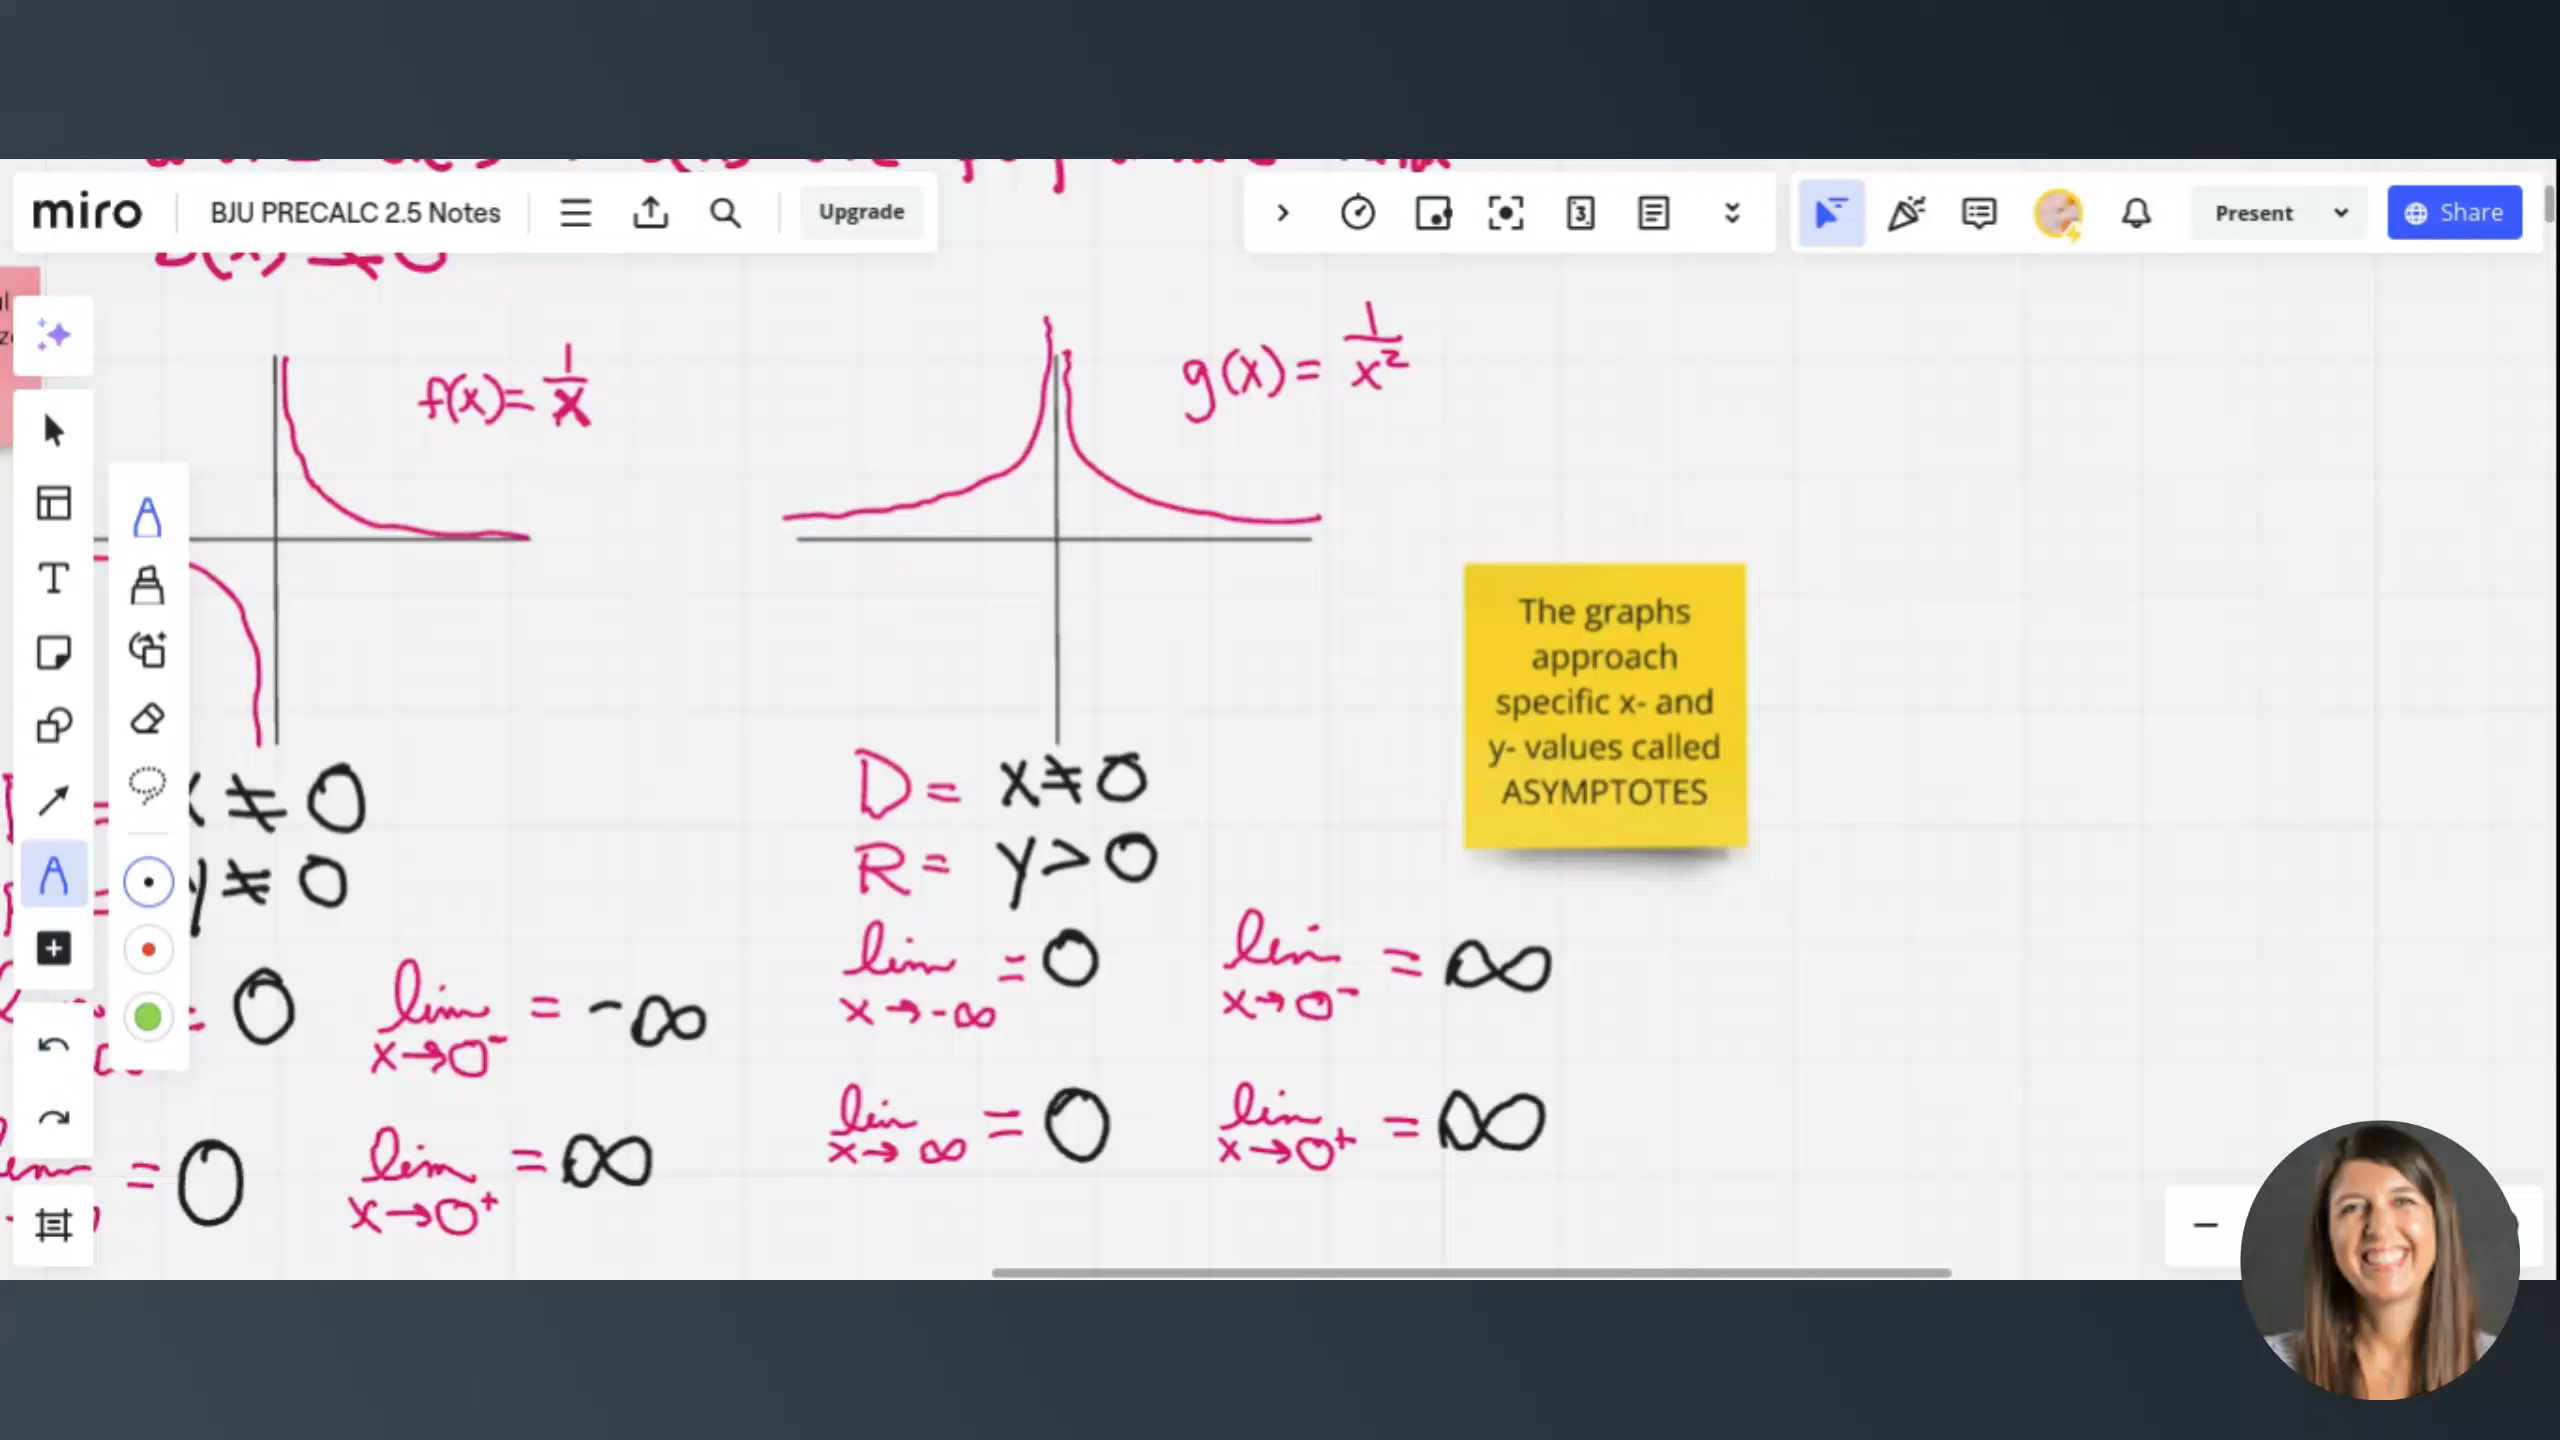 miro
BJU PRECALC 2.5 Notes
Upgrade
Present
Share
f(x)= 1/x
g(x)= 1/x²
The graphs
approach
specific x- and
y- values called
ASYMPTOTES
≠ 0
y ≠ 0
= 0
lim x→0⁻ = -∞
= 0
lim x→0⁺ = ∞
D= x≠0
R= y>0
lim x→-∞ = 0
lim x→0⁻ = ∞
lim x→∞ = 0
lim x→0⁺ = ∞